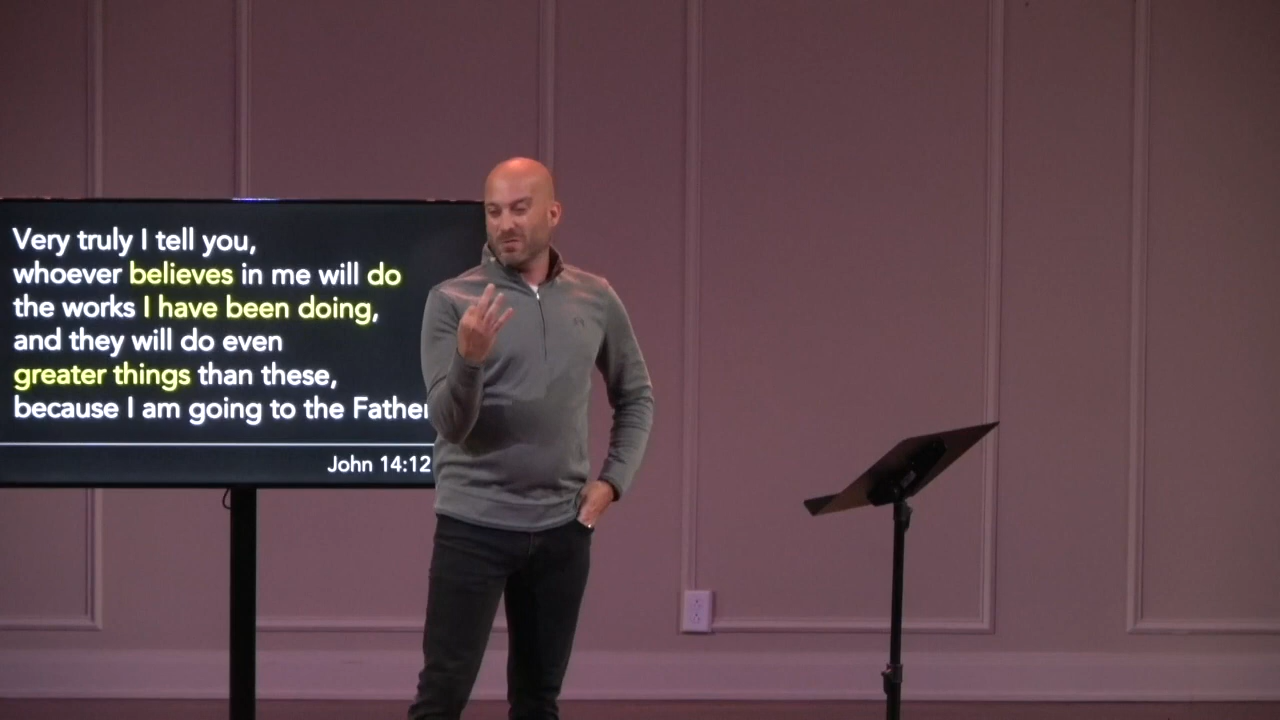 Very truly I tell you,
whoever believes in me will do
the works I have been doing,
and they will do even
greater things than these,
because I am going to the Father
John 14:12